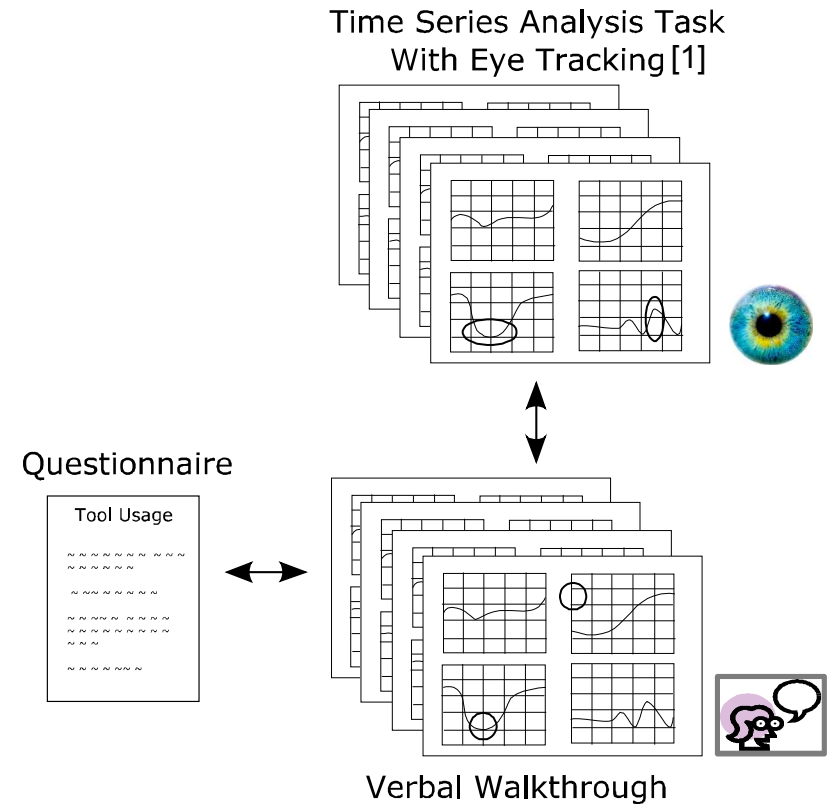 Time Series Analysis Task
With Eye Tracking [1]
Questionnaire
Tool Usage
Verbal Walkthrough